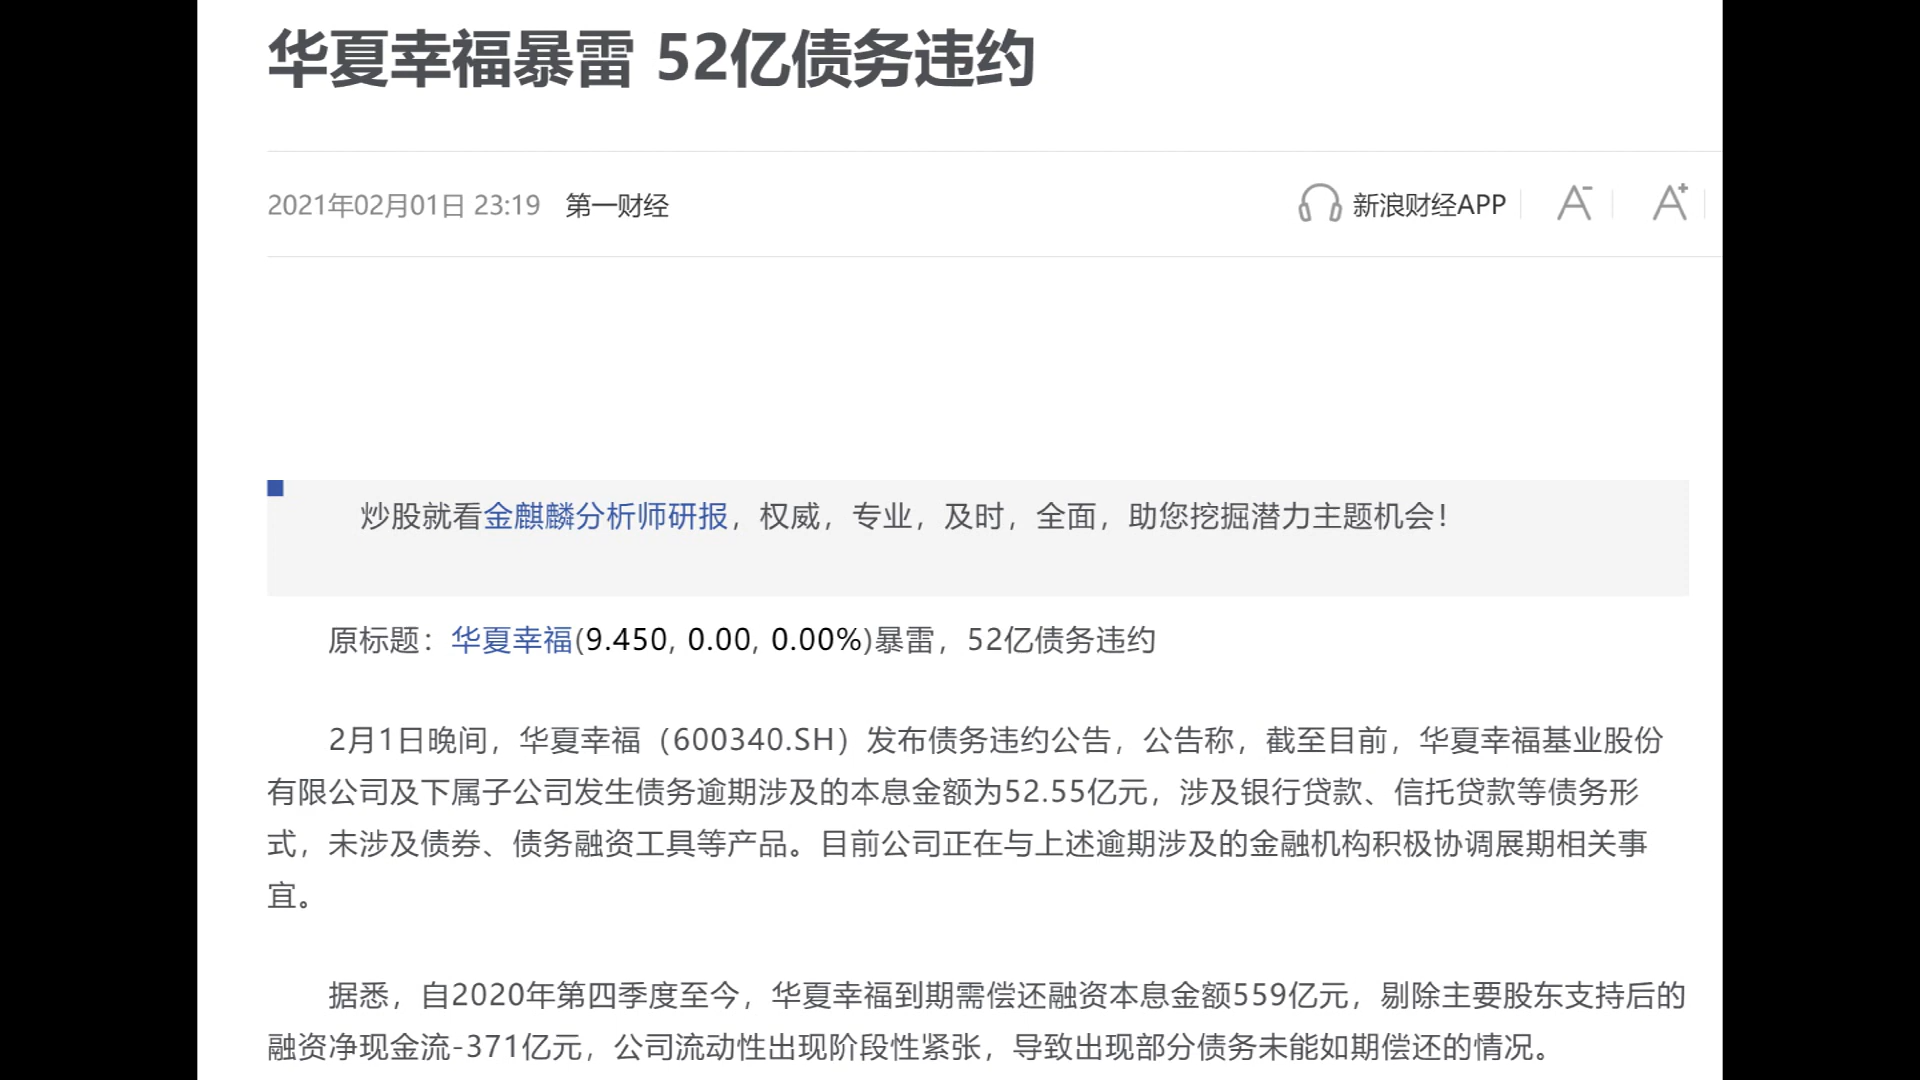 华夏幸福暴雷 52亿债务违约
2021年02月01日 23:19 第一财经 新浪财经APP A- A+
炒股就看金麒麟分析师研报，权威，专业，及时，全面，助您挖掘潜力主题机会！
原标题：华夏幸福(9.450, 0.00, 0.00%)暴雷，52亿债务违约
2月1日晚间，华夏幸福（600340.SH）发布债务违约公告，公告称，截至目前，华夏幸福基业股份
有限公司及下属子公司发生债务逾期涉及的本息金额为52.55亿元，涉及银行贷款、信托贷款等债务形
式，未涉及债券、债务融资工具等产品。目前公司正在与上述逾期涉及的金融机构积极协调展期相关事
宜。
据悉，自2020年第四季度至今，华夏幸福到期需偿还融资本息金额559亿元，剔除主要股东支持后的
融资净现金流-371亿元，公司流动性出现阶段性紧张，导致出现部分债务未能如期偿还的情况。